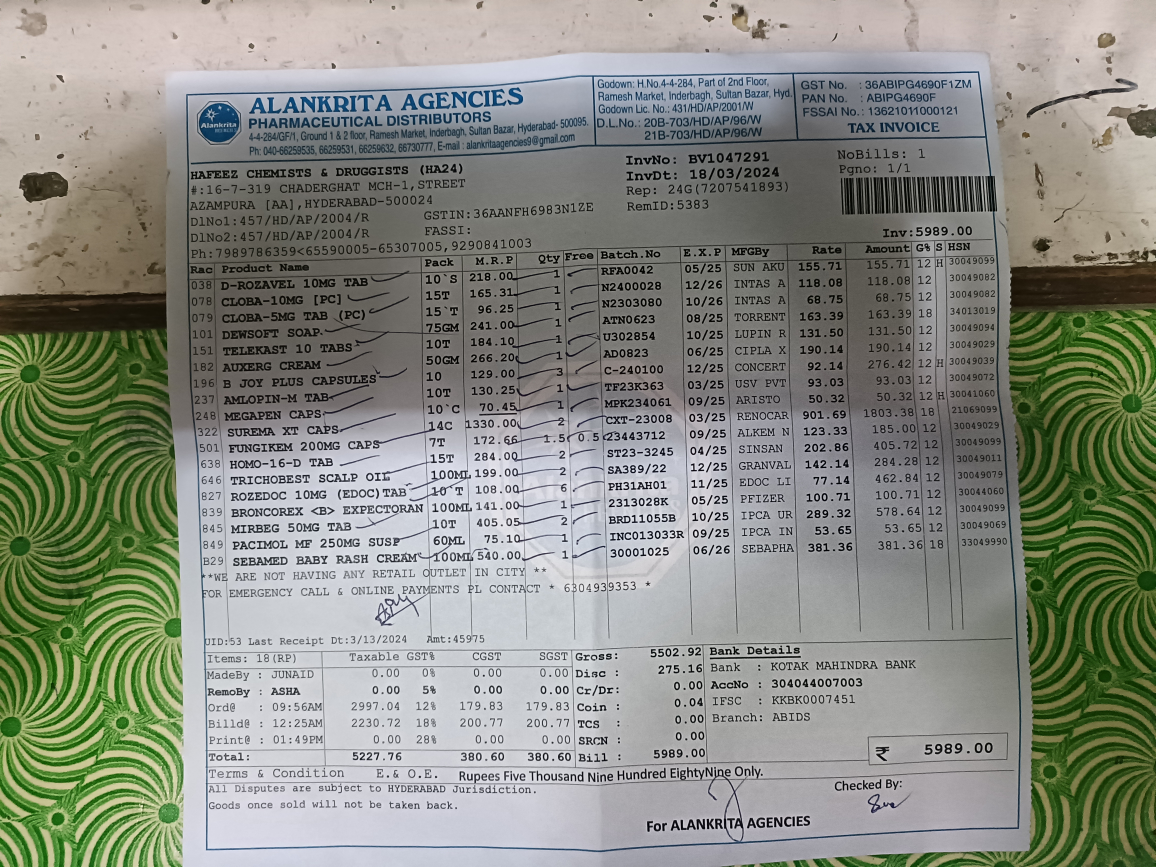 Alankrita
ALANKRITA AGENCIES
PHARMACEUTICAL DISTRIBUTORS
4-4-284/GF/1, Ground 1 & 2 floor, Ramesh Market, Inderbagh, Sultan Bazar, Hyderabad- 500095.
Ph: 040-66259535, 66259531, 66259632, 66730777, E-mail : alankritaagencies9@gmail.com
Godown: H.No.4-4-284, Part of 2nd Floor,
Ramesh Market, Inderbagh, Sultan Bazar, Hyd.
Godown Lic. No.: 431/HD/AP/2001/W
D.L.No.: 20B-703/HD/AP/96/W
21B-703/HD/AP/96/W
GST No. : 36ABIPG4690F1ZM
PAN No. : ABIPG4690F
FSSAI No.: 13621011000121
TAX INVOICE
HAFEEZ CHEMISTS & DRUGGISTS (HA24)
#:16-7-319 CHADERGHAT MCH-1,STREET
AZAMPURA [AA],HYDERABAD-500024
DlNo1:457/HD/AP/2004/R GSTIN:36AANFH6983N1ZE
DlNo2:457/HD/AP/2004/R FASSI:
Ph:7989786359<65590005-65307005,9290841003
InvNo: BV1047291
InvDt: 18/03/2024
Rep: 24G(7207541893)
RemID:5383
NoBills: 1
Pgno: 1/1
Inv:5989.00
Rac Product Name Pack M.R.P Qty Free Batch.No E.X.P MFGBy Rate Amount G% S HSN
038 D-ROZAVEL 10MG TAB 10`S 218.00 1 RFA0042 05/25 SUN AKU 155.71 155.71 12 H 30049099
078 CLOBA-10MG [PC] 15T 165.31 1 N2400028 12/26 INTAS A 118.08 118.08 12 30049082
079 CLOBA-5MG TAB (PC) 15`T 96.25 1 N2303080 10/26 INTAS A 68.75 68.75 12 30049082
101 DEWSOFT SOAP 75GM 241.00 1 ATN0623 08/25 TORRENT 163.39 163.39 18 34013019
151 TELEKAST 10 TABS 10T 184.10 1 U302854 10/25 LUPIN R 131.50 131.50 12 30049094
182 AUXERG CREAM 50GM 266.20 1 AD0823 06/25 CIPLA X 190.14 190.14 12 30049029
196 B JOY PLUS CAPSULES 10 129.00 3 C-240100 12/25 CONCERT 92.14 276.42 12 H 30049039
237 AMLOPIN-M TAB 10T 130.25 1 TF23K363 03/25 USV PVT 93.03 93.03 12 30049072
248 MEGAPEN CAPS 10`C 70.45 1 MPK234061 09/25 ARISTO 50.32 50.32 12 H 30041060
322 SUREMA XT CAPS 14C 1330.00 2 CXT-23008 03/25 RENOCAR 901.69 1803.38 18 21069099
501 FUNGIKEM 200MG CAPS 7T 172.66 1.5 0.5 23443712 09/25 ALKEM N 123.33 185.00 12 30049029
638 HOMO-16-D TAB 15T 284.00 2 ST23-3245 04/25 SINSAN 202.86 405.72 12 30049099
646 TRICHOBEST SCALP OIL 100ML 199.00 2 SA389/22 12/25 GRANVAL 142.14 284.28 12 30049011
827 ROZEDOC 10MG (EDOC)TAB 10`T 108.00 6 PH31AH01 11/25 EDOC LI 77.14 462.84 12 30049079
839 BRONCOREX <B> EXPECTORAN 100ML 141.00 1 2313028K 05/25 PFIZER 100.71 100.71 12 30044060
845 MIRBEG 50MG TAB 10T 405.05 2 BRD11055B 10/25 IPCA UR 289.32 578.64 12 30049099
849 PACIMOL MF 250MG SUSP 60ML 75.10 1 INC013033R 09/25 IPCA IN 53.65 53.65 12 30049069
B29 SEBAMED BABY RASH CREAM 100ML 540.00 1 30001025 06/26 SEBAPHA 381.36 381.36 18 33049990
**WE ARE NOT HAVING ANY RETAIL OUTLET IN CITY **
FOR EMERGENCY CALL & ONLINE PAYMENTS PL CONTACT * 6304939353 *
UID:53 Last Receipt Dt:3/13/2024 Amt:45975
Items: 18(RP) Taxable GST% CGST SGST
MadeBy : JUNAID 0.00 0% 0.00 0.00
RemoBy : ASHA 0.00 5% 0.00 0.00
Ord@ : 09:56AM 2997.04 12% 179.83 179.83
Billd@ : 12:25AM 2230.72 18% 200.77 200.77
Print@ : 01:49PM 0.00 28% 0.00 0.00
Total: 5227.76 380.60 380.60
Gross: 5502.92
Disc : 275.16
Cr/Dr: 0.00
Coin : 0.04
TCS : 0.00
SRCN : 0.00
Bill : 5989.00
Bank Details
Bank : KOTAK MAHINDRA BANK
AccNo : 304044007003
IFSC : KKBK0007451
Branch: ABIDS
₹ 5989.00
Terms & Condition E.& O.E. Rupees Five Thousand Nine Hundred EightyNine Only.
All Disputes are subject to HYDERABAD Jurisdiction.
Goods once sold will not be taken back.
Checked By:
For ALANKRITA AGENCIES